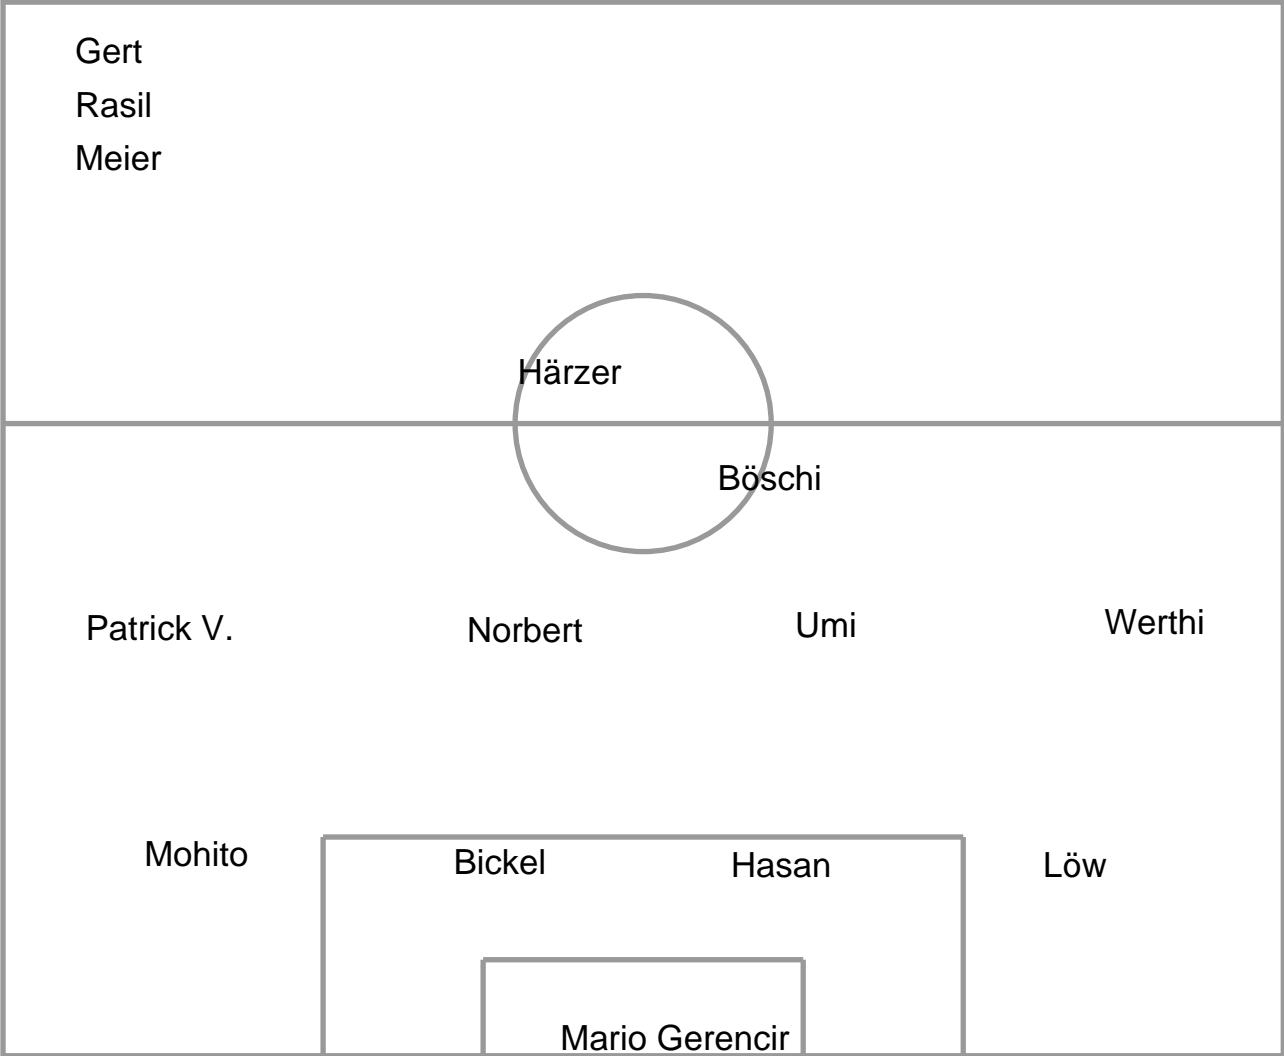 Gert
Rasil
Meier
Härzer
Böschi
Patrick V.
Norbert
Umi
Werthi
Mohito
Bickel
Hasan
Löw
Mario Gerencir